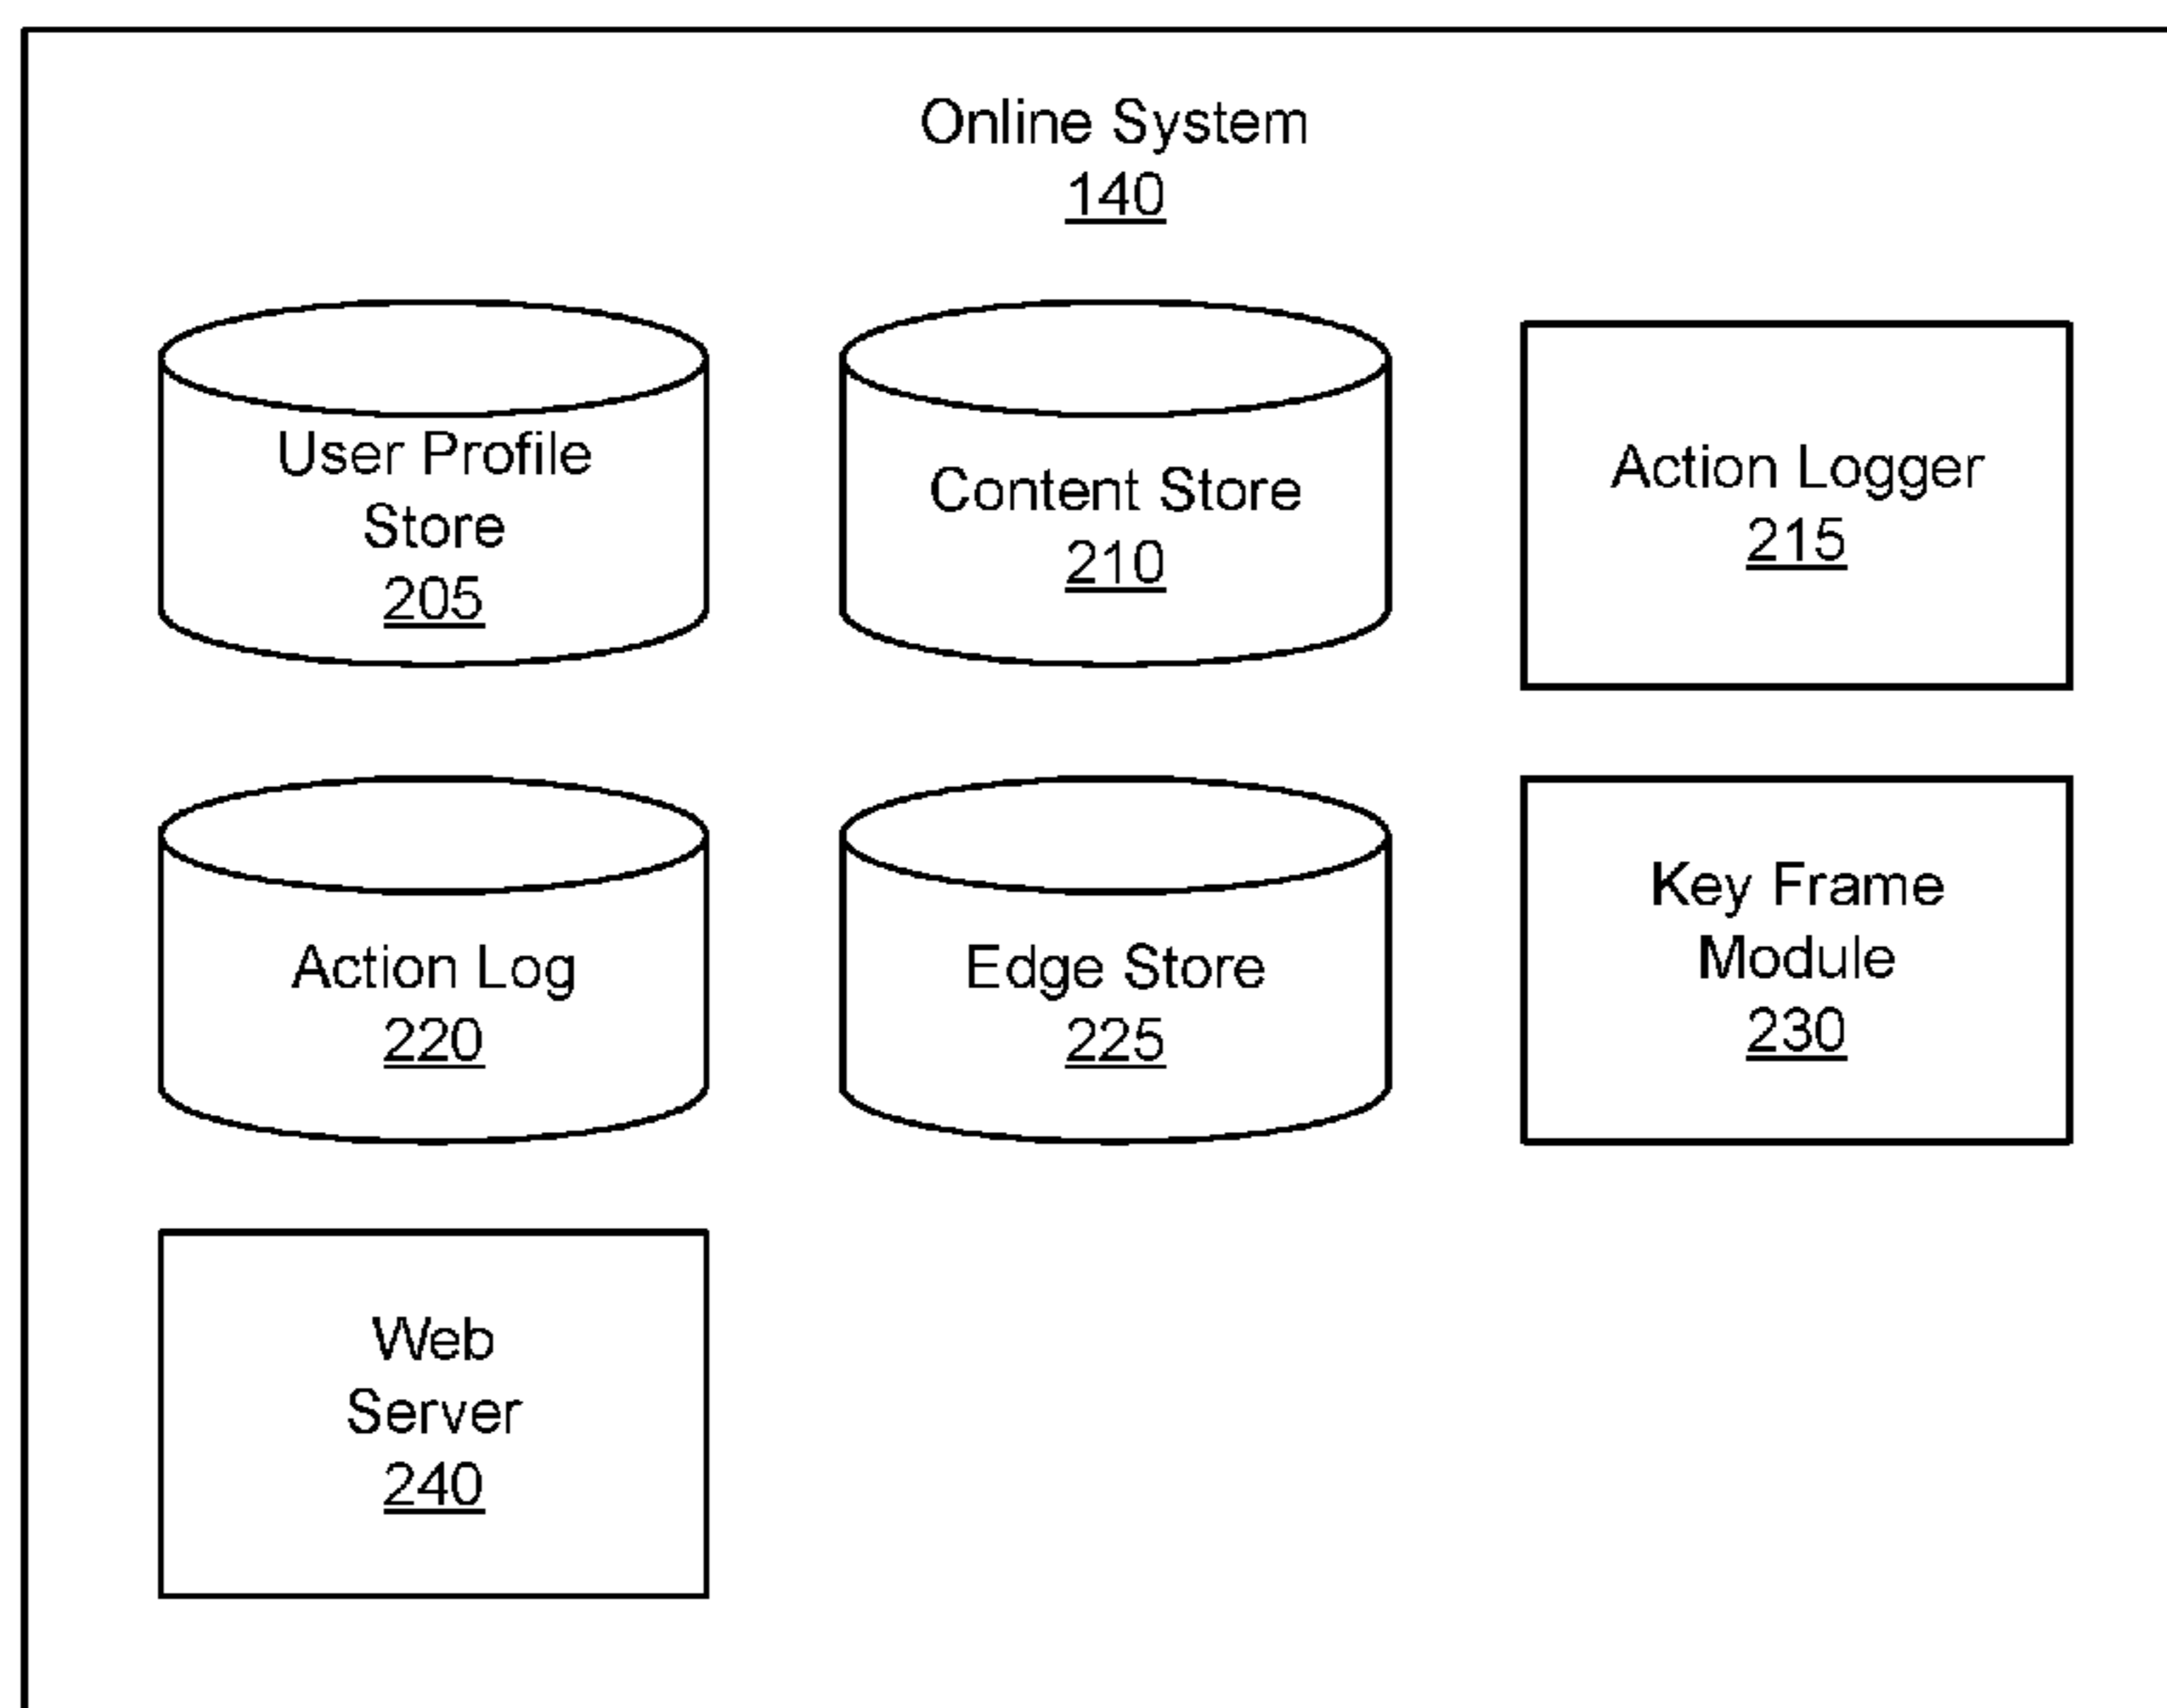 Online System
140
User Profile
Store
205
Content Store
210
Action Logger
215
Action Log
220
Edge Store
225
Key Frame
Module
230
Web
Server
240